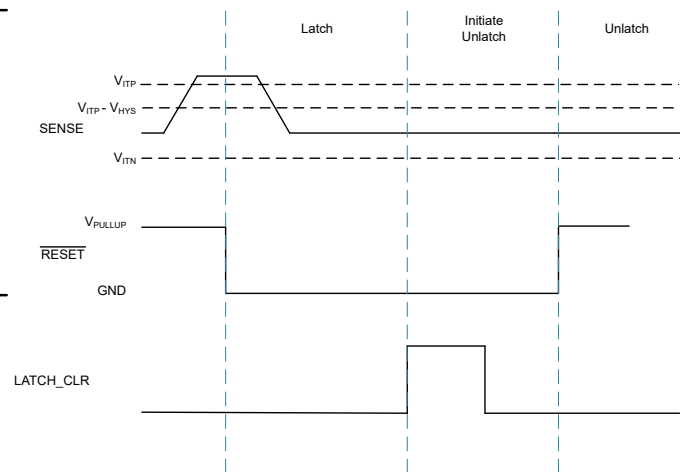 Latch
Initiate
Unlatch
Unlatch
VITP
VITP - VHYS
SENSE
VITN
VPULLUP
RESET
GND
LATCH_CLR